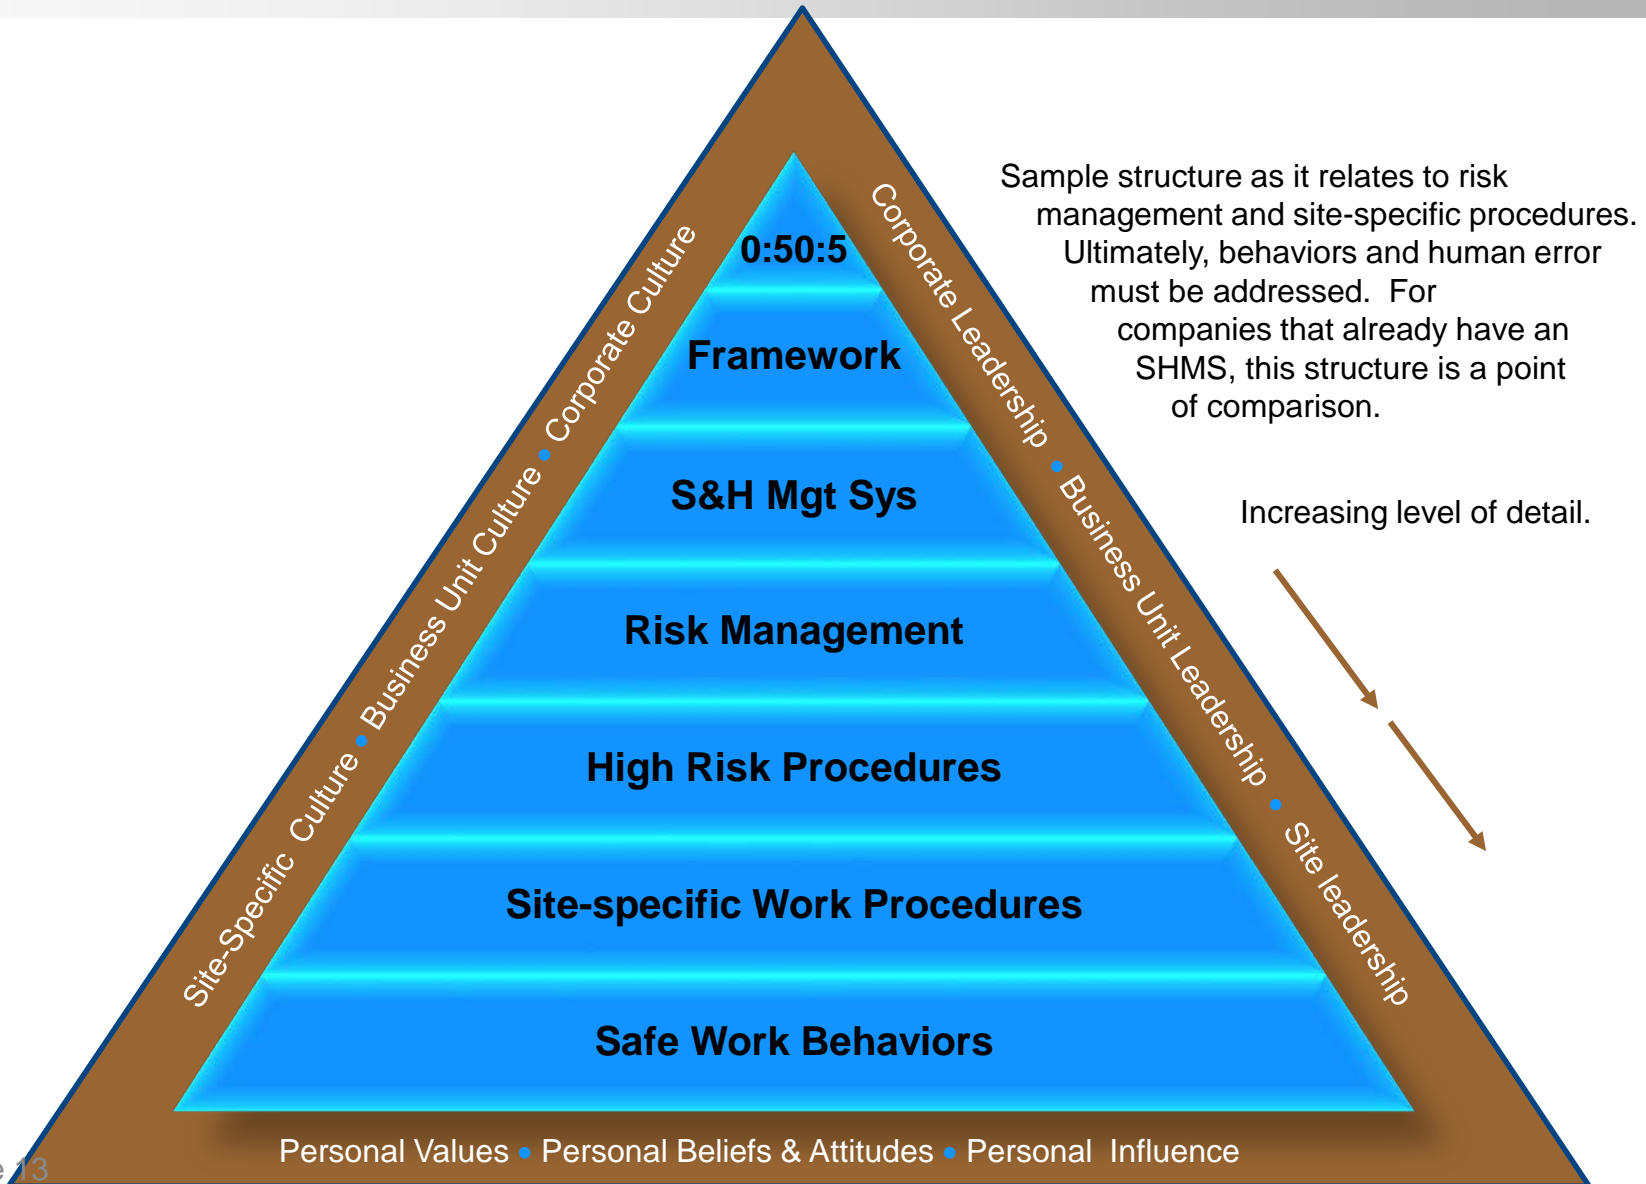 Sample structure as it relates to risk
management and site-specific procedures.
Ultimately, behaviors and human error
must be addressed.  For
companies that already have an
SHMS, this structure is a point
of comparison.
Increasing level of detail.
0:50:5
Framework
S&H Mgt Sys
Risk Management
High Risk Procedures
Site-specific Work Procedures
Safe Work Behaviors
Site-Specific  Culture • Business Unit Culture • Corporate Culture
Corporate Leadership • Business Unit Leadership • Site leadership
Personal Values • Personal Beliefs & Attitudes • Personal  Influence
13